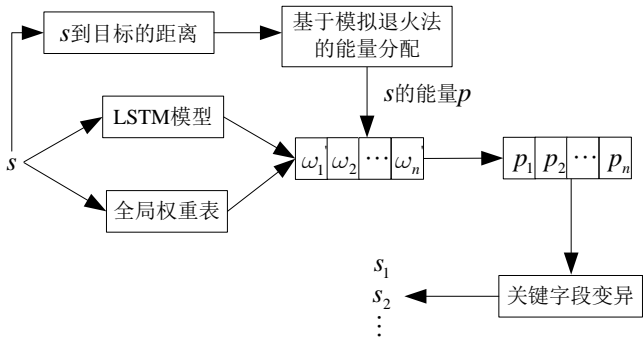 s到目标的距离
基于模拟退火法
的能量分配
s的能量p
LSTM模型
s
ω1 ω2 ⋯ ωn
p1 p2 ⋯ pn
全局权重表
s1
s2
⋮
关键字段变异